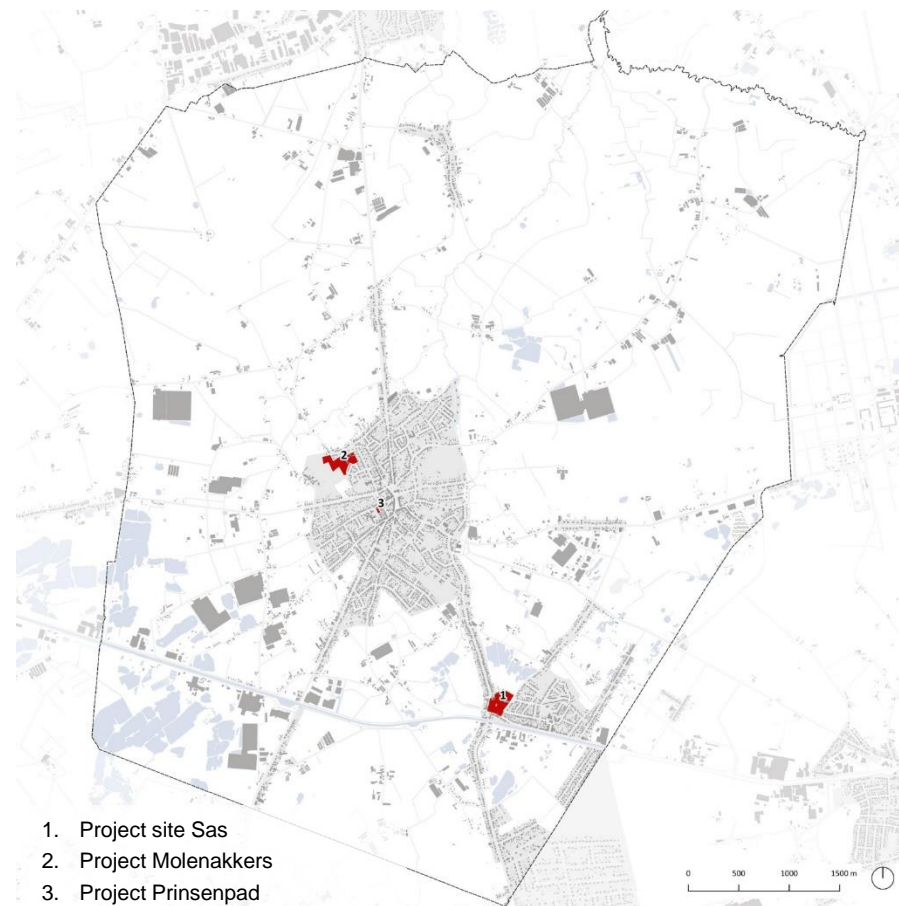 2
3
1
1. Project site Sas
2. Project Molenakkers
3. Project Prinsenpad
0 500 1000 1500 m